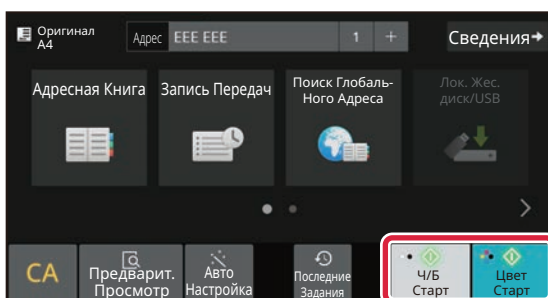 Оригинал
A4
Адрес
EEE EEE
1
+
Сведения
Адресная Книга
Запись Передач
Поиск Глобаль-
Ного Адреса
Лок. Жес.
диск/USB
CA
Предварит.
Просмотр
Авто
Настройка
Последние
Задания
Ч/Б
Старт
Цвет
Старт